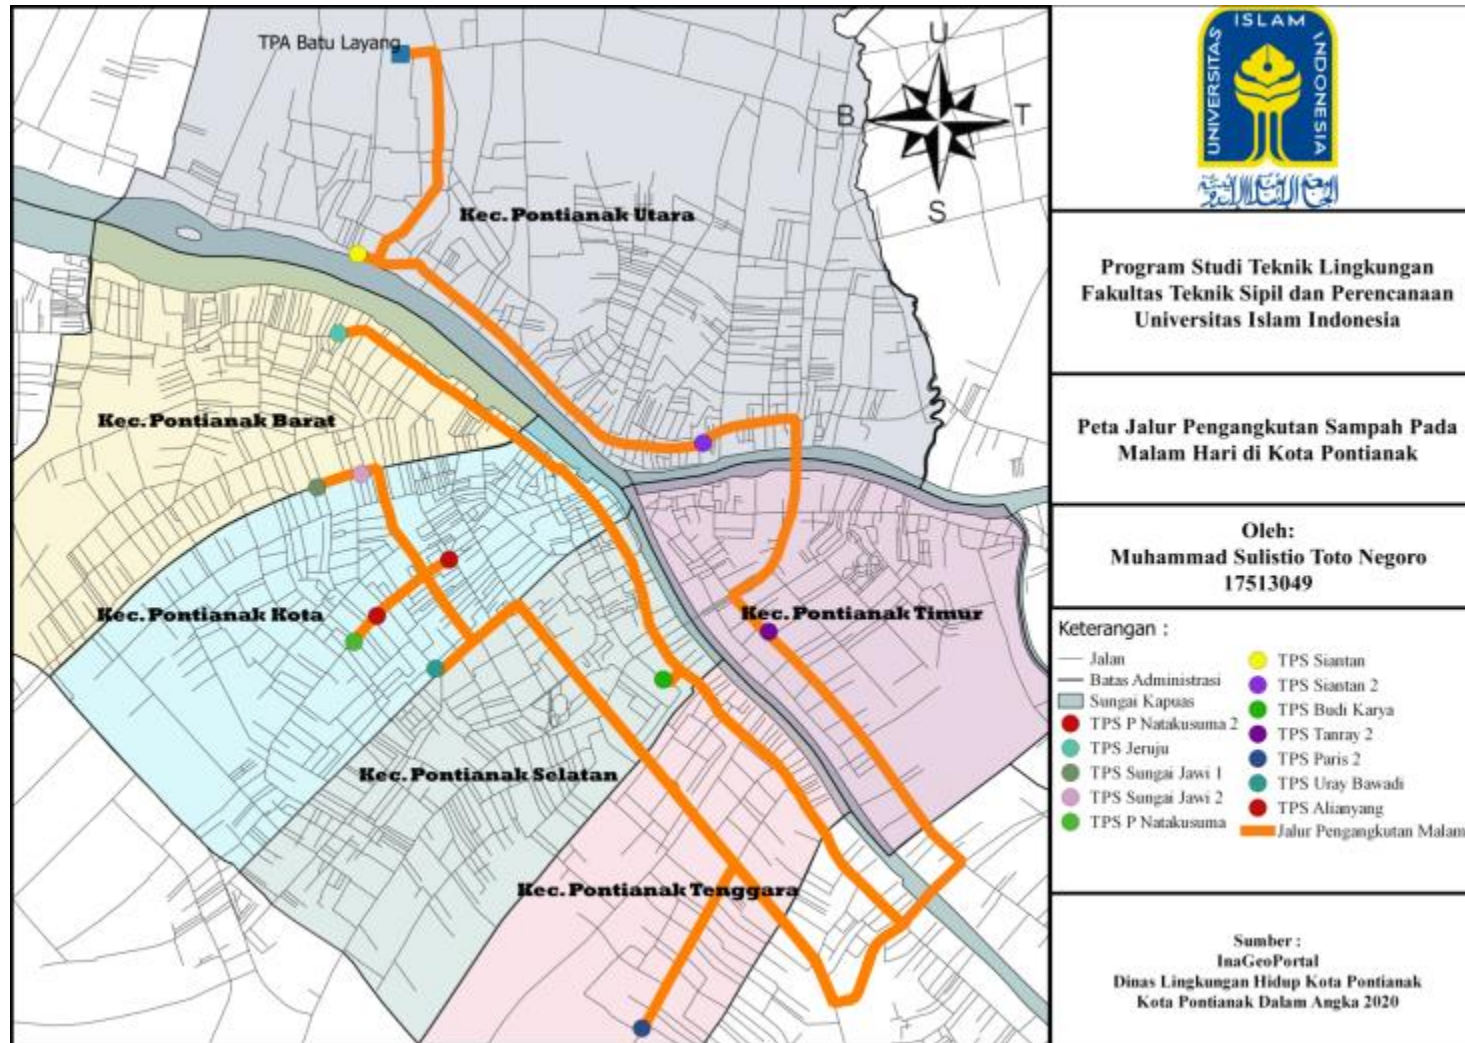 TPA Batu Layang
U
B
T
S
Kec. Pontianak Utara
Kec. Pontianak Barat
Kec. Pontianak Kota
Kec. Pontianak Timur
Kec. Pontianak Selatan
Kec. Pontianak Tenggara
UNIVERSITAS
ISLAM
INDONESIA
Program Studi Teknik Lingkungan
Fakultas Teknik Sipil dan Perencanaan
Universitas Islam Indonesia
Peta Jalur Pengangkutan Sampah Pada
Malam Hari di Kota Pontianak
Oleh:
Muhammad Sulistio Toto Negoro
17513049
Keterangan :
Jalan
Batas Administrasi
Sungai Kapuas
TPS P Natakusuma 2
TPS Jeruju
TPS Sungai Jawi 1
TPS Sungai Jawi 2
TPS P Natakusuma
TPS Siantan
TPS Siantan 2
TPS Budi Karya
TPS Tanray 2
TPS Paris 2
TPS Uray Bawadi
TPS Alianyang
Jalur Pengangkutan Malam
Sumber :
InaGeoPortal
Dinas Lingkungan Hidup Kota Pontianak
Kota Pontianak Dalam Angka 2020